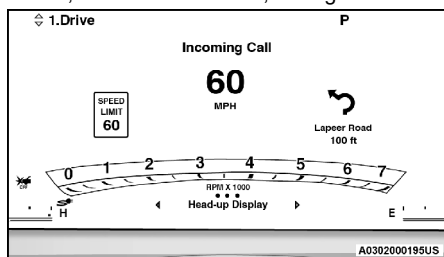 1.Drive
P
Incoming Call
60
MPH
SPEED
LIMIT
60
Lapeer Road
100 ft
0 1 2 3 4 5 6 7
RPM X 1000
OFF
H
Head-up Display
E
A0302000195US